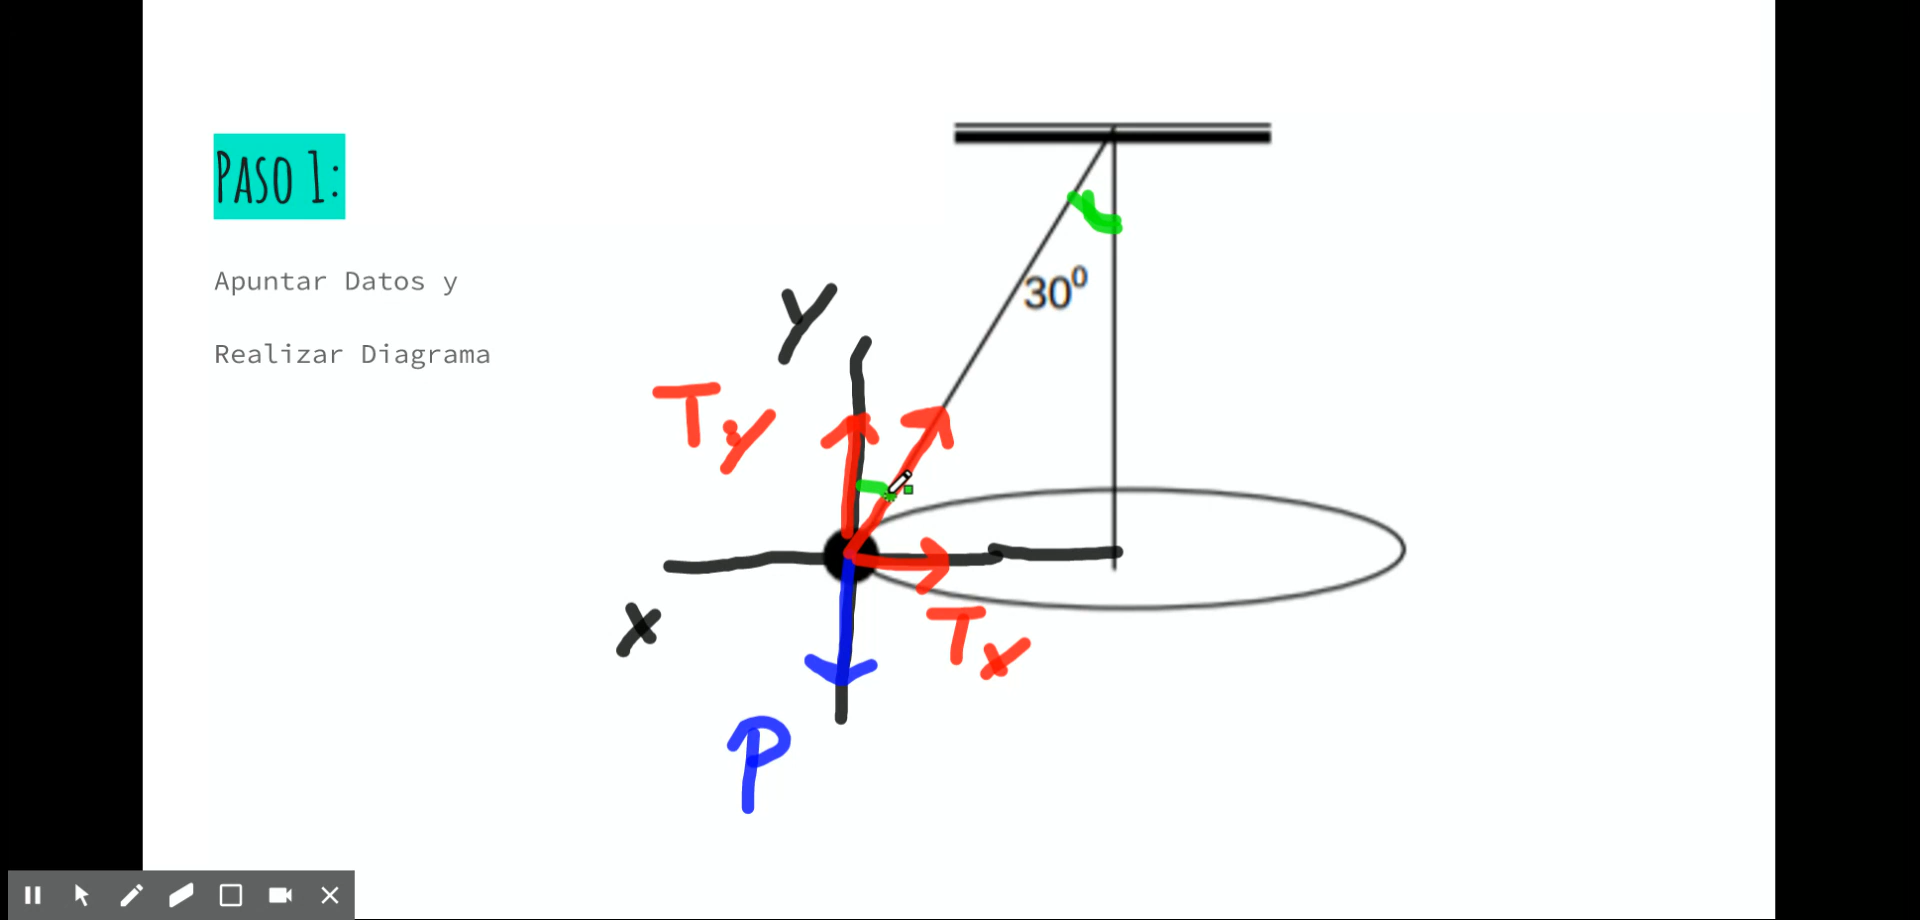 PASO 1:
Apuntar Datos y
Realizar Diagrama
30⁰
y
Ty
x
Tx
P